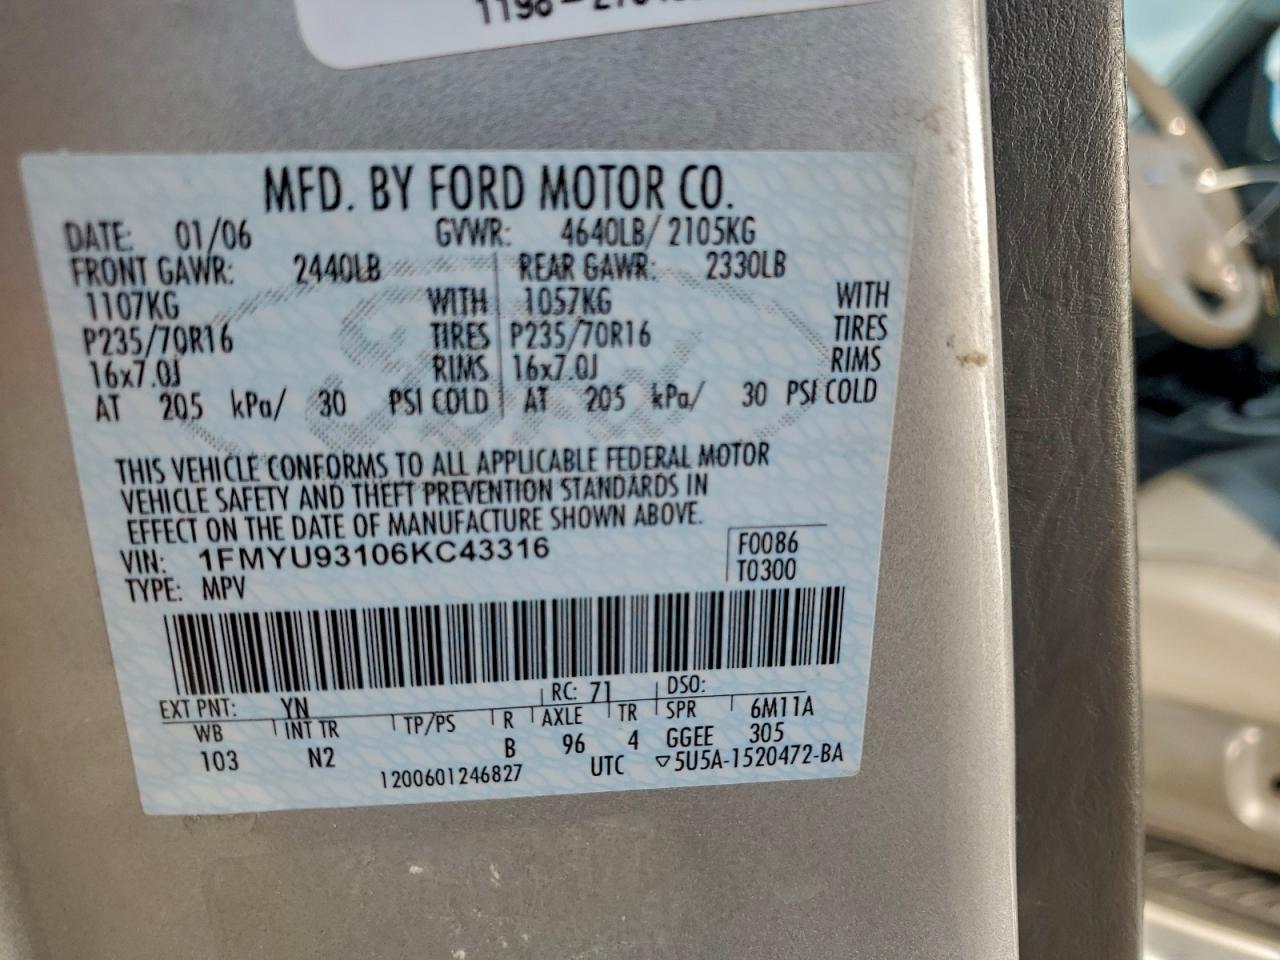 MFD. BY FORD MOTOR CO.
DATE: 01/06 GVWR: 4640LB/ 2105KG
FRONT GAWR: 2440LB REAR GAWR: 2330LB
1107KG WITH 1057KG WITH
P235/70R16 TIRES P235/70R16 TIRES
16x7.0J RIMS 16x7.0J RIMS
AT 205 kPa/ 30 PSI COLD AT 205 kPa/ 30 PSI COLD
THIS VEHICLE CONFORMS TO ALL APPLICABLE FEDERAL MOTOR
VEHICLE SAFETY AND THEFT PREVENTION STANDARDS IN
EFFECT ON THE DATE OF MANUFACTURE SHOWN ABOVE.
VIN: 1FMYU93106KC43316 F0086
TYPE: MPV T0300
EXT PNT: YN RC: 71 DSO:
WB INT TR TP/PS R AXLE TR SPR 6M11A
103 N2 B 96 4 GGEE 305
1200601246827 UTC ▽5U5A-1520472-BA